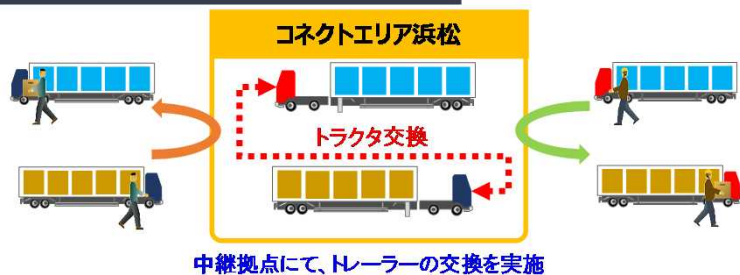 コネクトエリア浜松
トラクタ交換
中継拠点にて、トレーラーの交換を実施